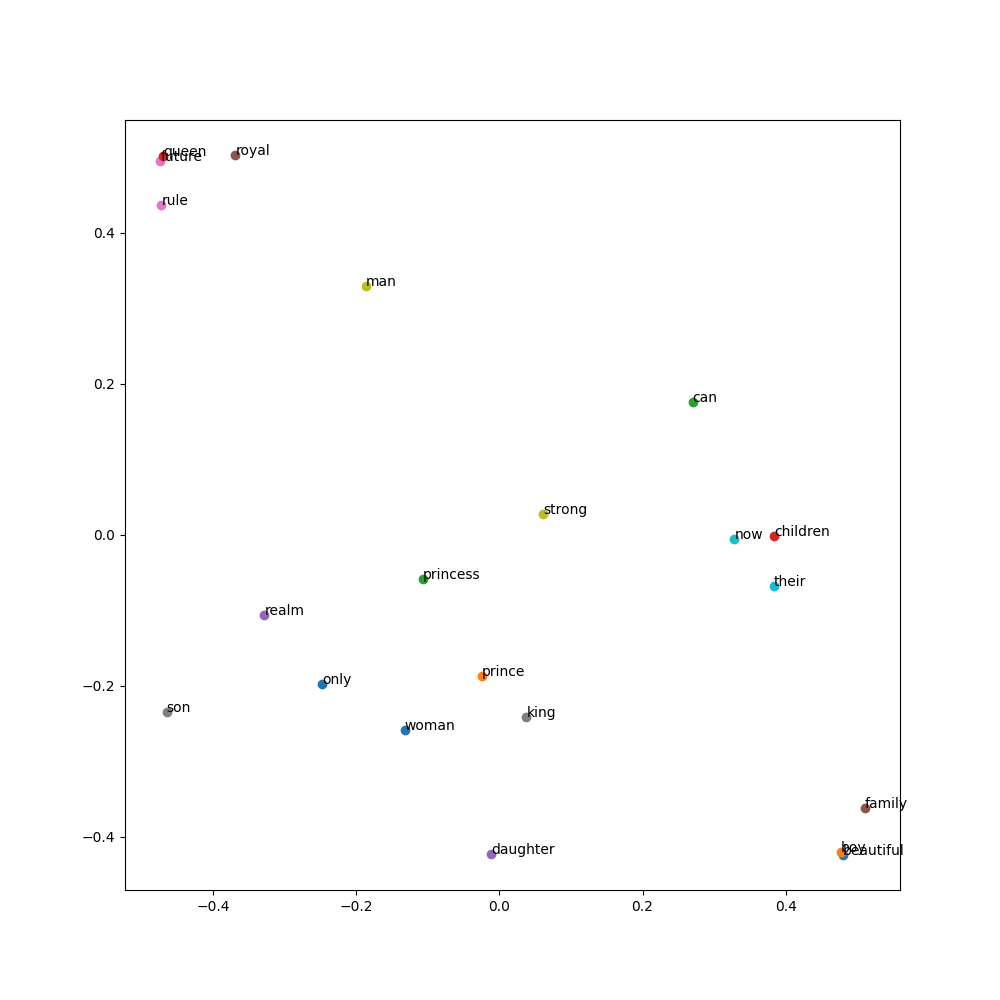 queen
future
royal
rule
0.4
man
0.2
can
strong
0.0
now
children
princess
their
realm
prince
only
−0.2
son
king
woman
family
−0.4
daughter
boy
beautiful
−0.4
−0.2
0.0
0.2
0.4